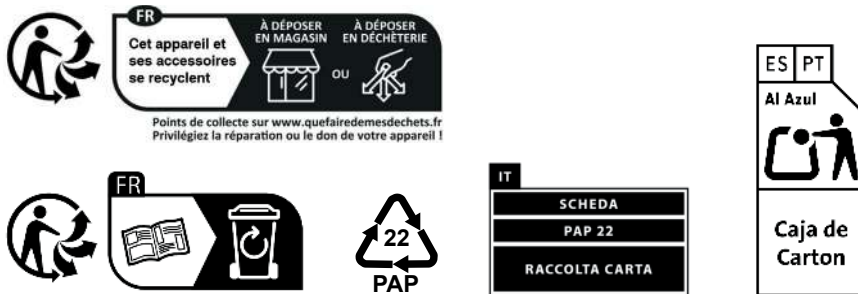 FR
Cet appareil et
ses accessoires
se recyclent
À DÉPOSER
EN MAGASIN
OU
À DÉPOSER
EN DÉCHÈTERIE
Points de collecte sur www.quefairedemesdechets.fr
Privilégiez la réparation ou le don de votre appareil !
FR
22
PAP
IT
SCHEDA
PAP 22
RACCOLTA CARTA
ES PT
Al Azul
Caja de
Carton